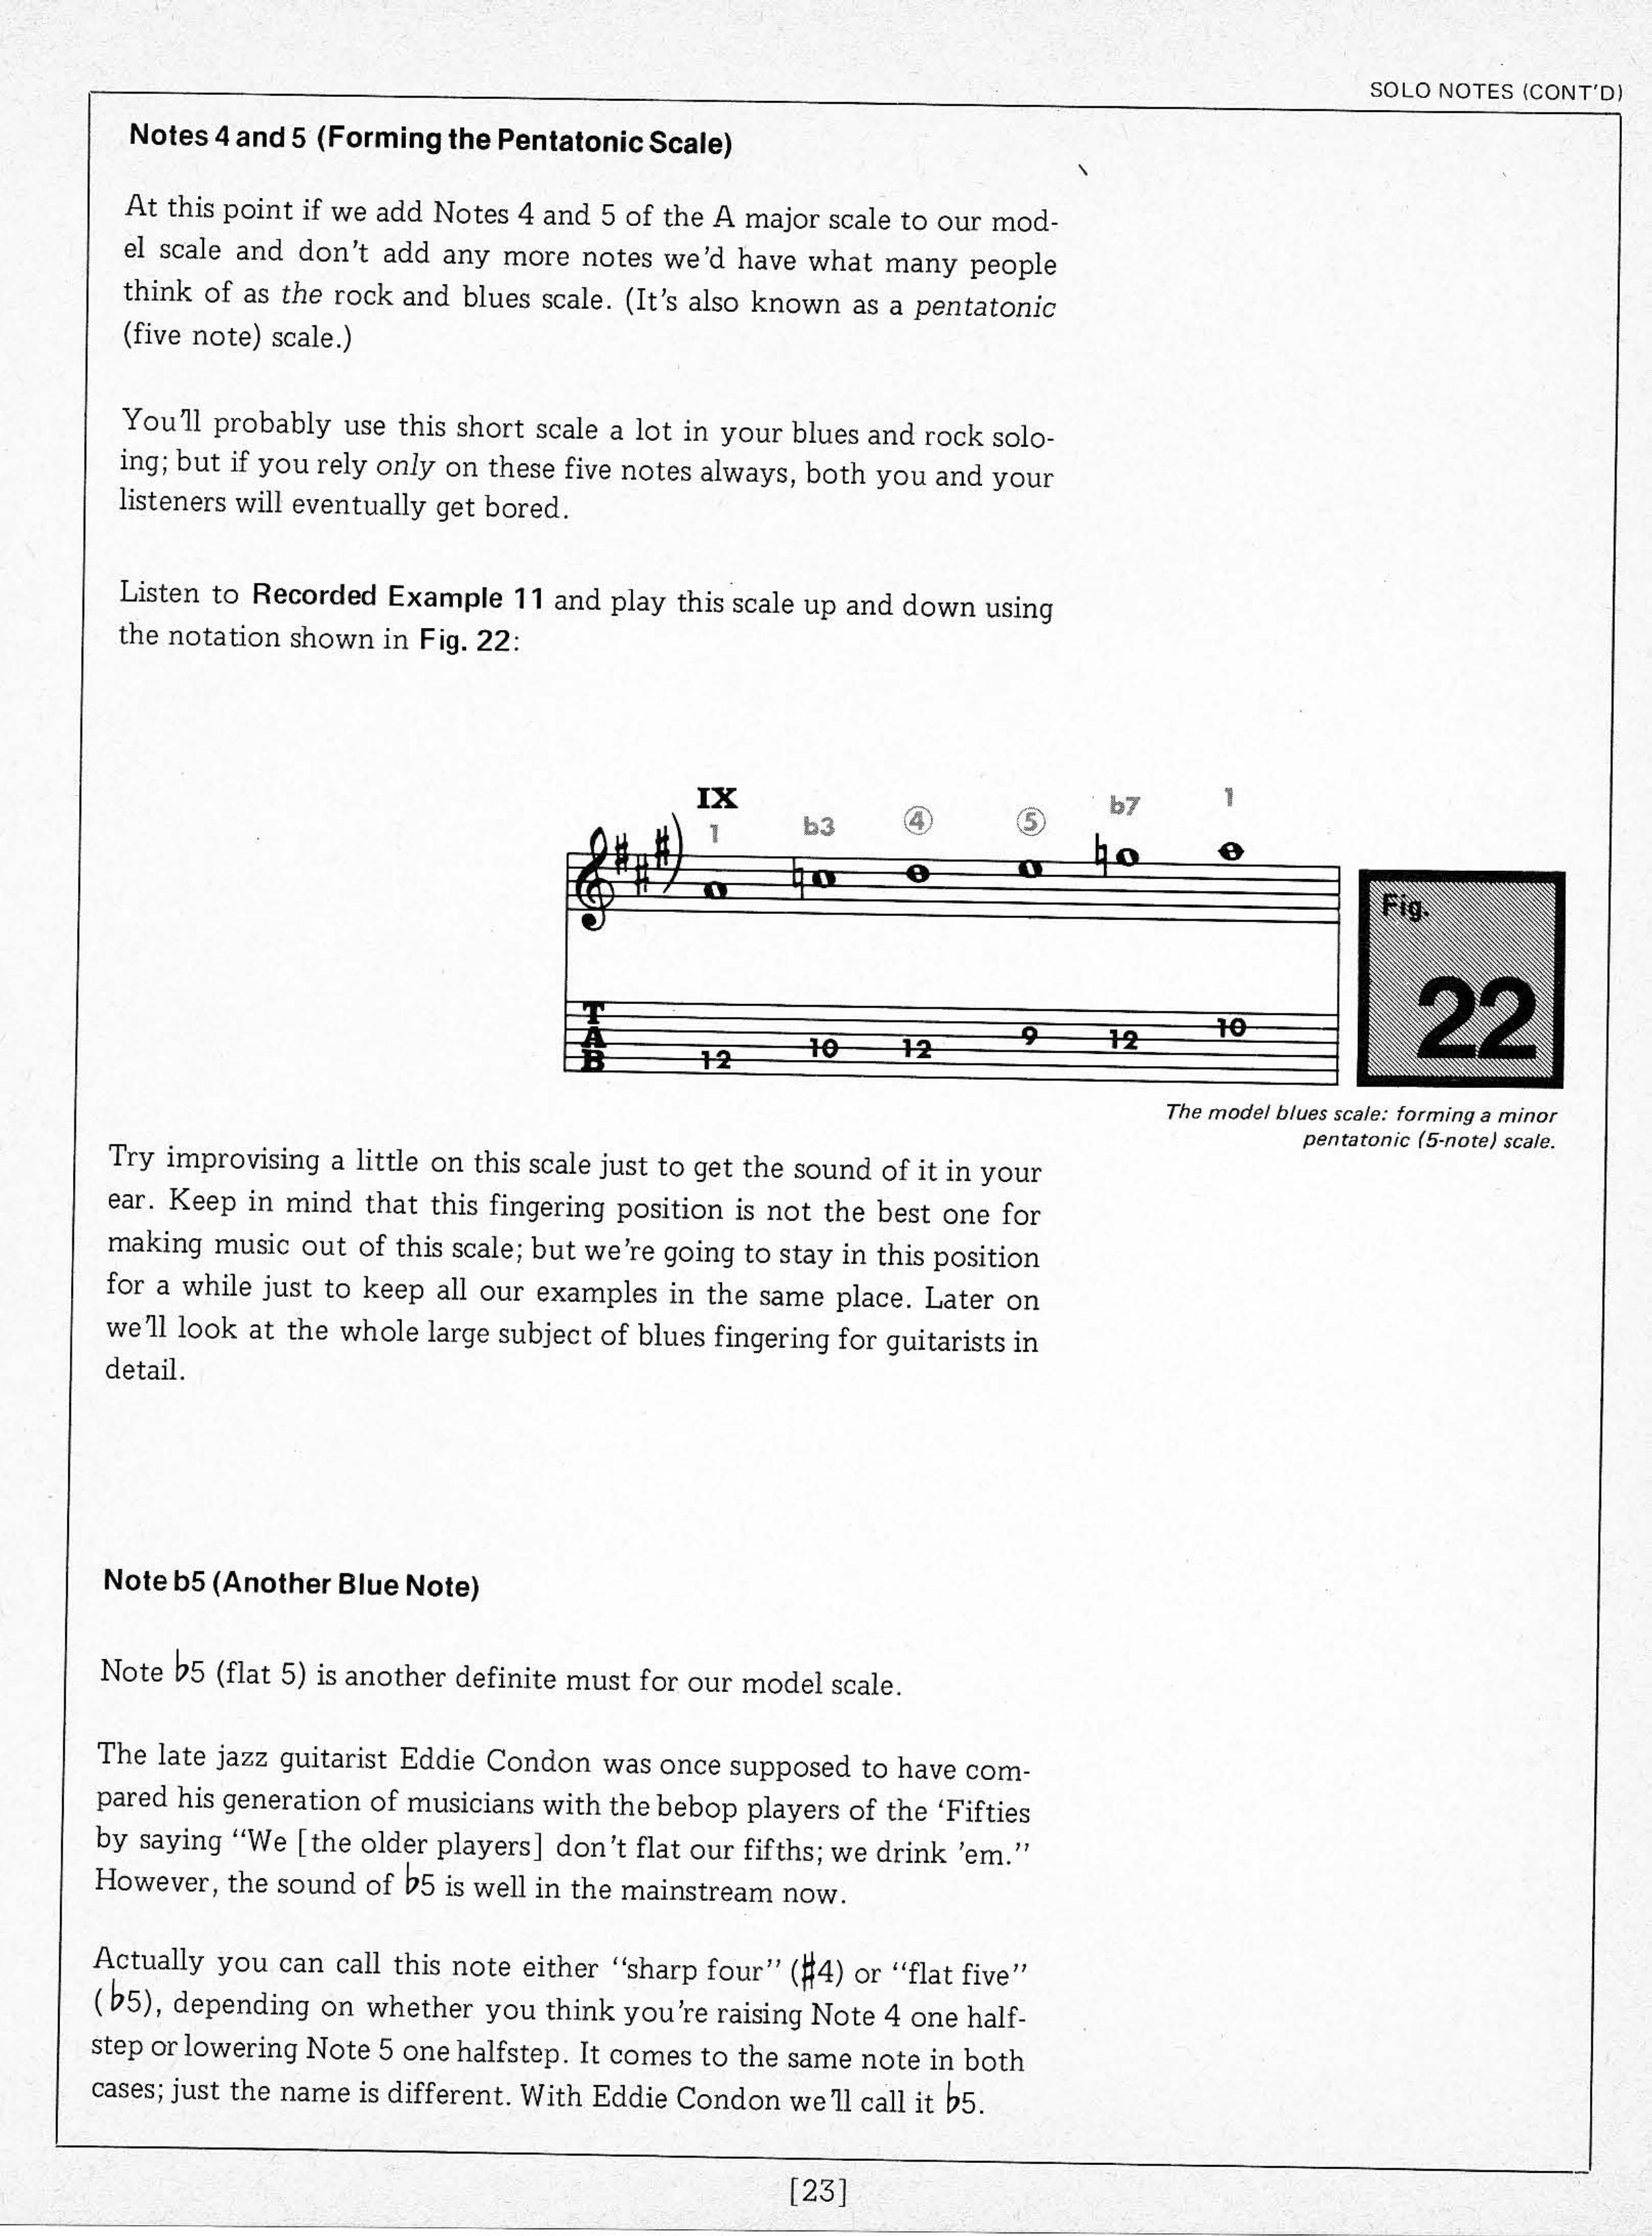 SOLO NOTES (CONT'D)
Notes 4 and 5 (Forming the Pentatonic Scale)
At this point if we add Notes 4 and 5 of the A major scale to our mod-
el scale and don't add any more notes we'd have what many people
think of as the rock and blues scale. (It's also known as a pentatonic
(five note) scale.)
You'll probably use this short scale a lot in your blues and rock solo-
ing; but if you rely only on these five notes always, both you and your
listeners will eventually get bored.
Listen to Recorded Example 11 and play this scale up and down using
the notation shown in Fig. 22:
IX
1 b3 ④ ⑤ b7 1
T
A
B
12 10 12 9 12 10
Fig.
22
The model blues scale: forming a minor
pentatonic (5-note) scale.
Try improvising a little on this scale just to get the sound of it in your
ear. Keep in mind that this fingering position is not the best one for
making music out of this scale; but we're going to stay in this position
for a while just to keep all our examples in the same place. Later on
we'll look at the whole large subject of blues fingering for guitarists in
detail.
Note b5 (Another Blue Note)
Note ♭5 (flat 5) is another definite must for our model scale.
The late jazz guitarist Eddie Condon was once supposed to have com-
pared his generation of musicians with the bebop players of the 'Fifties
by saying "We [the older players] don't flat our fifths; we drink 'em."
However, the sound of ♭5 is well in the mainstream now.
Actually you can call this note either "sharp four" (♯4) or "flat five"
(♭5), depending on whether you think you're raising Note 4 one half-
step or lowering Note 5 one halfstep. It comes to the same note in both
cases; just the name is different. With Eddie Condon we'll call it ♭5.
[23]